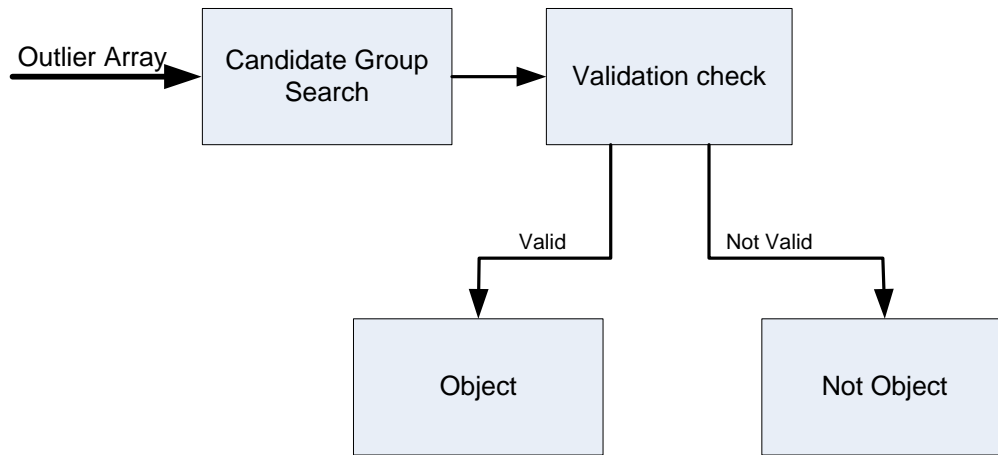 Outlier Array
Candidate Group
Search
Validation check
Valid
Not Valid
Object
Not Object